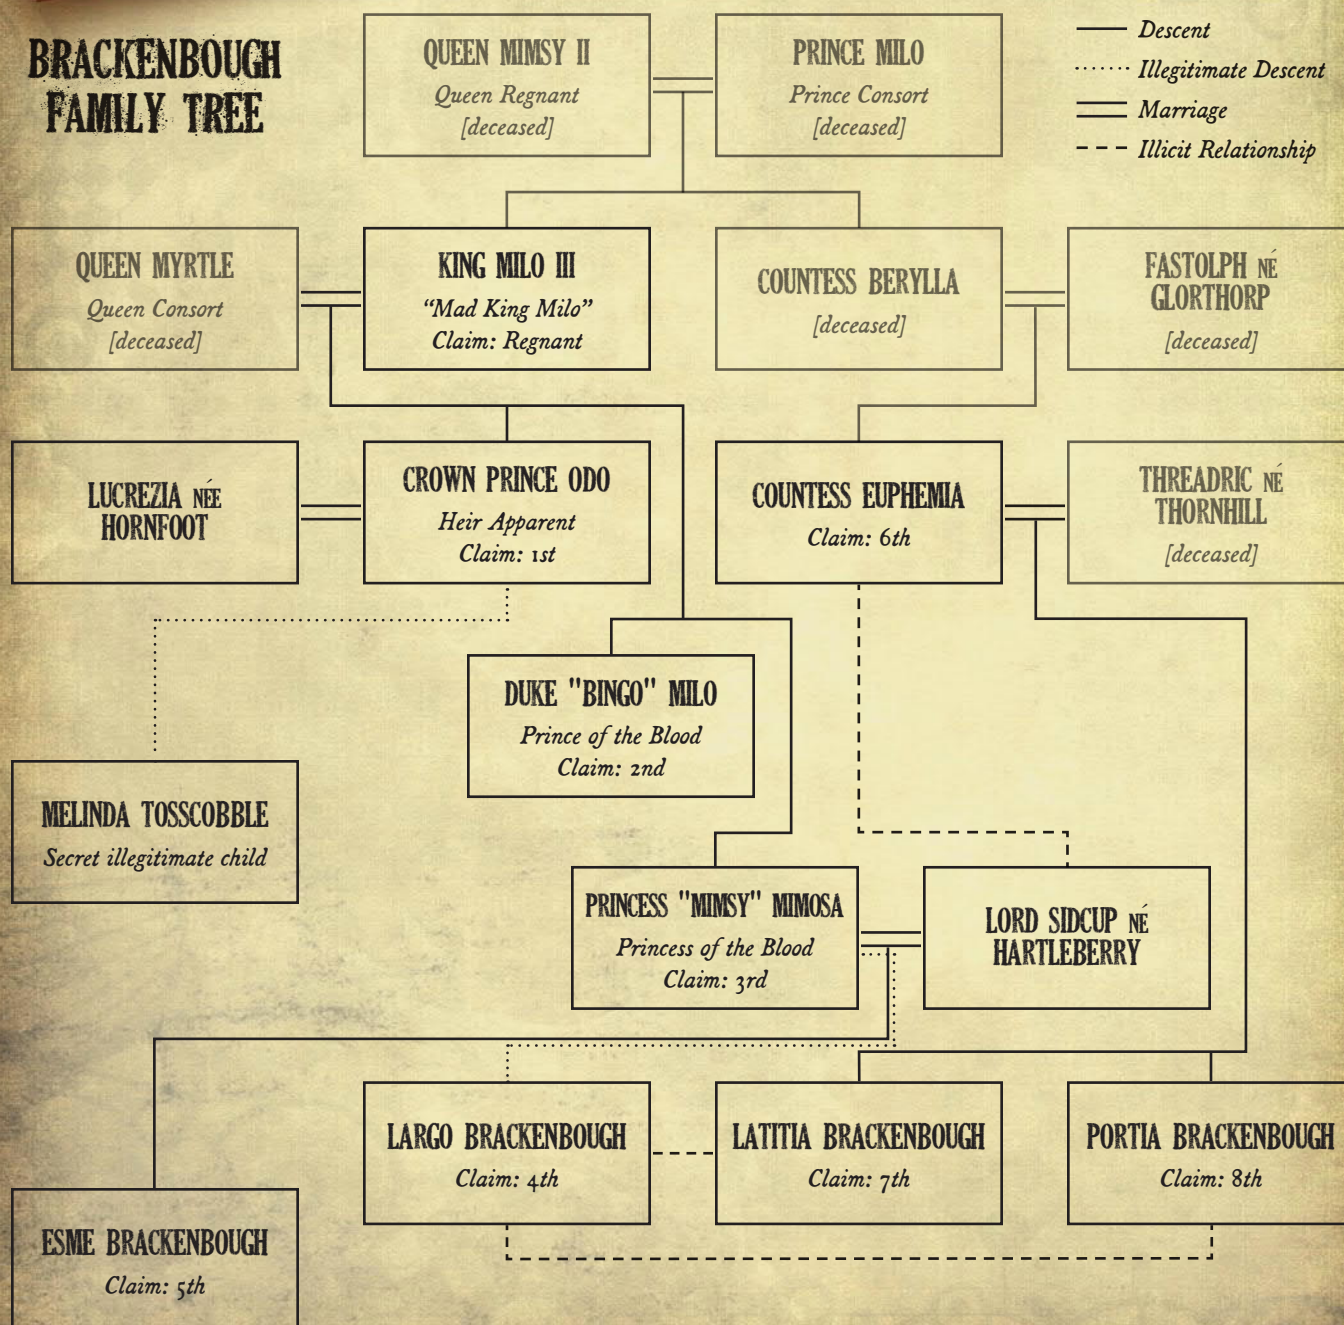 BRACKENBOUGH
FAMILY TREE
QUEEN MIMSY II
Queen Regnant
[deceased]
PRINCE MILO
Prince Consort
[deceased]
Descent
Illegitimate Descent
Marriage
Illicit Relationship
QUEEN MYRTLE
Queen Consort
[deceased]
KING MILO III
“Mad King Milo”
Claim: Regnant
COUNTESS BERYLLA
[deceased]
FASTOLPH NÉ
GLORTHORP
[deceased]
LUCREZIA NÉE
HORNFOOT
CROWN PRINCE ODO
Heir Apparent
Claim: 1st
COUNTESS EUPHEMIA
Claim: 6th
THREADRIC NÉ
THORNHILL
[deceased]
DUKE "BINGO" MILO
Prince of the Blood
Claim: 2nd
MELINDA TOSSCOBBLE
Secret illegitimate child
PRINCESS "MIMSY" MIMOSA
Princess of the Blood
Claim: 3rd
LORD SIDCUP NÉ
HARTLEBERRY
LARGO BRACKENBOUGH
Claim: 4th
LATITIA BRACKENBOUGH
Claim: 7th
PORTIA BRACKENBOUGH
Claim: 8th
ESME BRACKENBOUGH
Claim: 5th